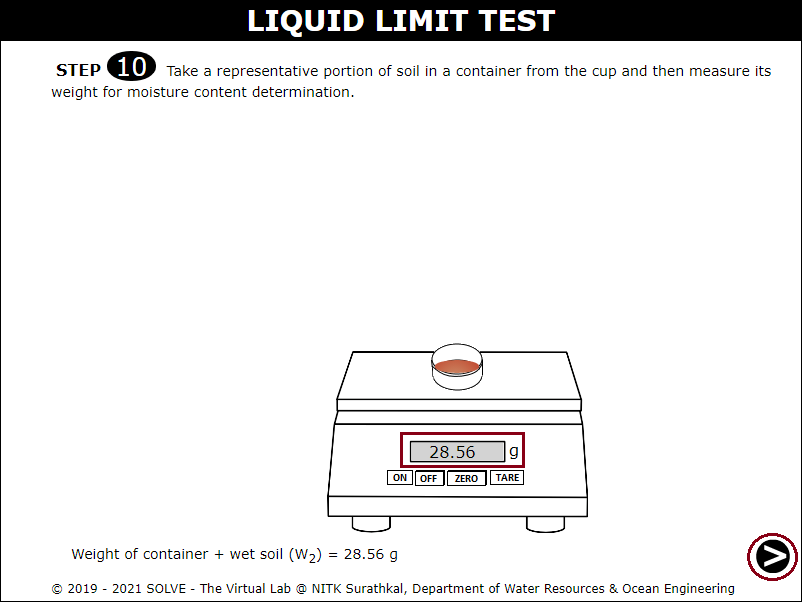 LIQUID LIMIT TEST
STEP 10 Take a representative portion of soil in a container from the cup and then measure its
weight for moisture content determination.
28.56 g
ON OFF ZERO TARE
Weight of container + wet soil (W2) = 28.56 g
>
© 2019 - 2021 SOLVE - The Virtual Lab @ NITK Surathkal, Department of Water Resources & Ocean Engineering